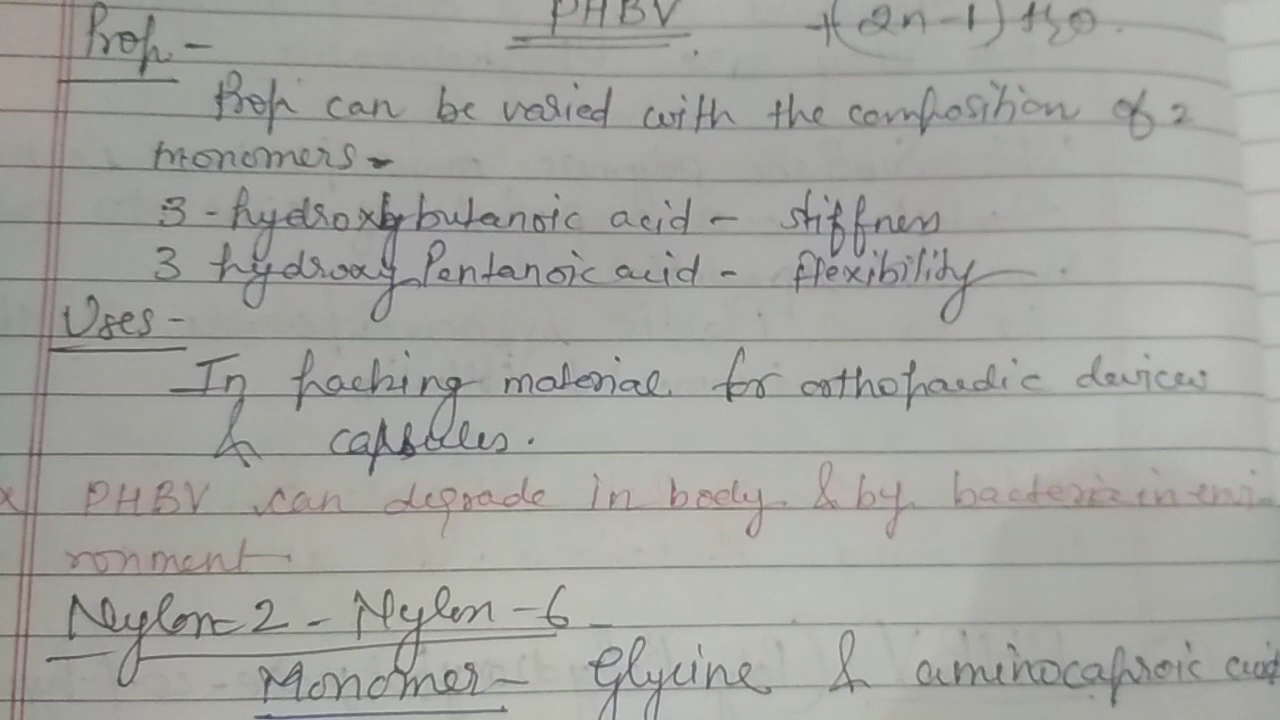 PHBV +(2n-1) H2O.
Prop -
Prop can be varied with the composition of 2
monomers -
3 - hydroxy butanoic acid - stiffness
3 hydroxy Pentanoic acid - flexibility
Uses -
In packing material for orthopaedic devices
& capsules.
x PHBV can degrade in body & by bacteria in envi-
ronment.
Nylon-2 - Nylon-6 -
Monomer - Glycine & aminocaproic acid